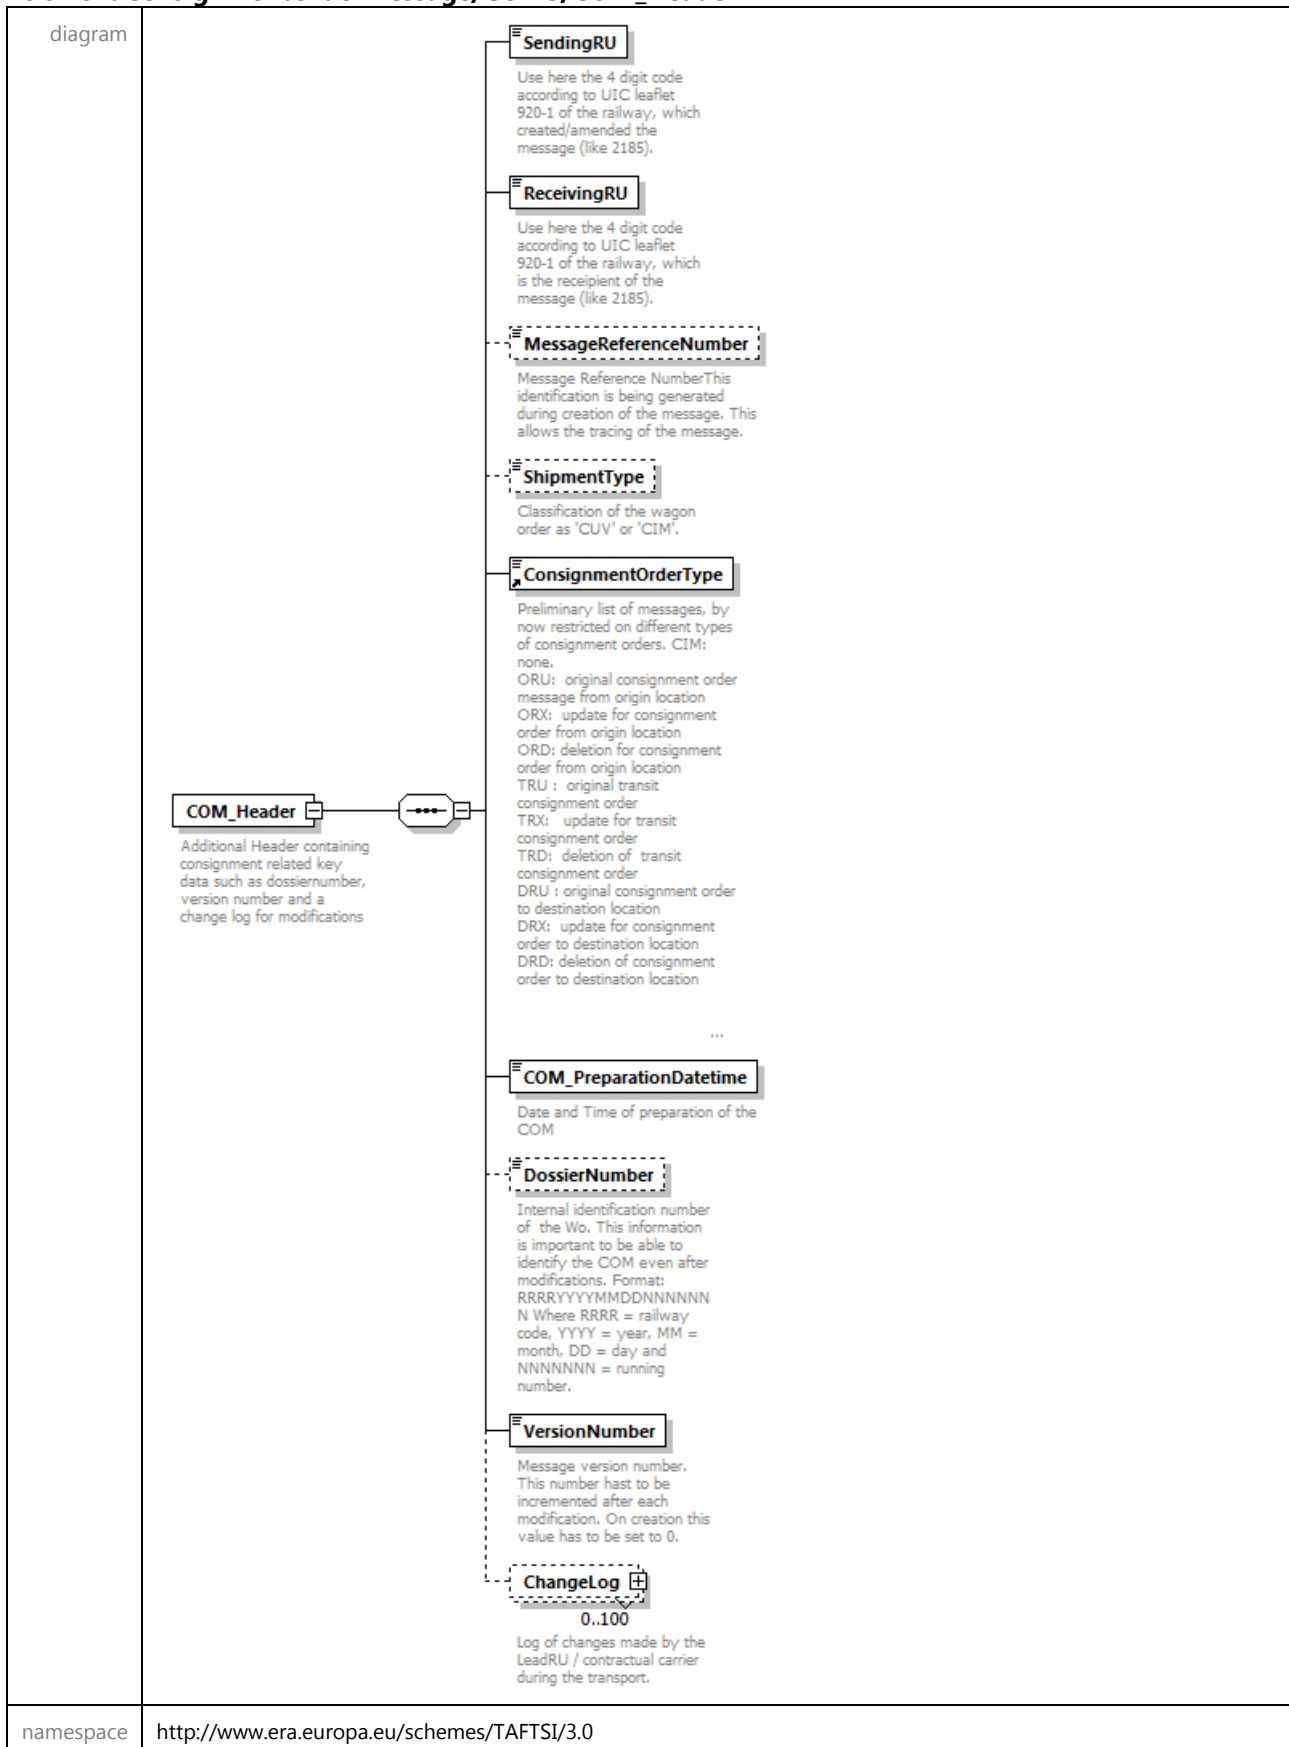 diagram
SendingRU
Use here the 4 digit code
according to UIC leaflet
920-1 of the railway, which
created/amended the
message (like 2185).
ReceivingRU
Use here the 4 digit code
according to UIC leaflet
920-1 of the railway, which
is the receipient of the
message (like 2185).
MessageReferenceNumber
Message Reference NumberThis
identification is being generated
during creation of the message. This
allows the tracing of the message.
ShipmentType
Classification of the wagon
order as 'CUV' or 'CIM'.
ConsignmentOrderType
Preliminary list of messages, by
now restricted on different types
of consignment orders. CIM:
none.
ORU:  original consignment order
message from origin location
ORX:  update for consignment
order from origin location
ORD: deletion for consignment
order from origin location
TRU :  original transit
consignment order
TRX:   update for transit
consignment order
TRD:  deletion of  transit
consignment order
DRU : original consignment order
to destination location
DRX:  update for consignment
order to destination location
DRD: deletion of consignment
order to destination location
...
COM_Header
Additional Header containing
consignment related key
data such as dossiernumber,
version number and a
change log for modifications
COM_PreparationDatetime
Date and Time of preparation of the
COM
DossierNumber
Internal identification number
of  the Wo. This information
is important to be able to
identify the COM even after
modifications. Format:
RRRRYYYYMMDDNNNNNN
N Where RRRR = railway
code, YYYY = year, MM =
month, DD = day and
NNNNNNN = running
number.
VersionNumber
Message version number.
This number hast to be
incremented after each
modification. On creation this
value has to be set to 0.
ChangeLog
0..100
Log of changes made by the
LeadRU / contractual carrier
during the transport.
namespace
http://www.era.europa.eu/schemes/TAFTSI/3.0